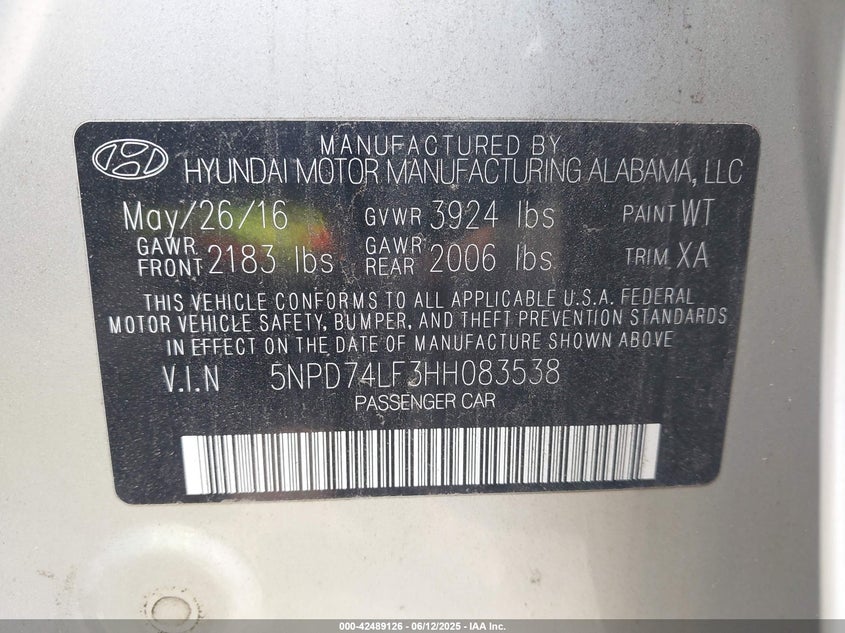 MANUFACTURED BY
HYUNDAI MOTOR MANUFACTURING ALABAMA, LLC
May/26/16 GVWR 3924 lbs PAINT WT
GAWR FRONT 2183 lbs GAWR REAR 2006 lbs TRIM XA
THIS VEHICLE CONFORMS TO ALL APPLICABLE U.S.A. FEDERAL
MOTOR VEHICLE SAFETY, BUMPER, AND THEFT PREVENTION STANDARDS
IN EFFECT ON THE DATE OF MANUFACTURE SHOWN ABOVE
V.I.N 5NPD74LF3HH083538
PASSENGER CAR
000-42489126 - 06/12/2025 - IAA Inc.